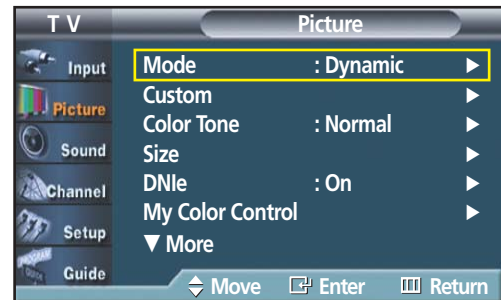 T V
Picture
Input
Picture
Sound
Channel
Setup
Guide
Mode : Dynamic ▶
Custom ▶
Color Tone : Normal ▶
Size ▶
DNIe : On ▶
My Color Control ▶
▼ More
Move Enter Return